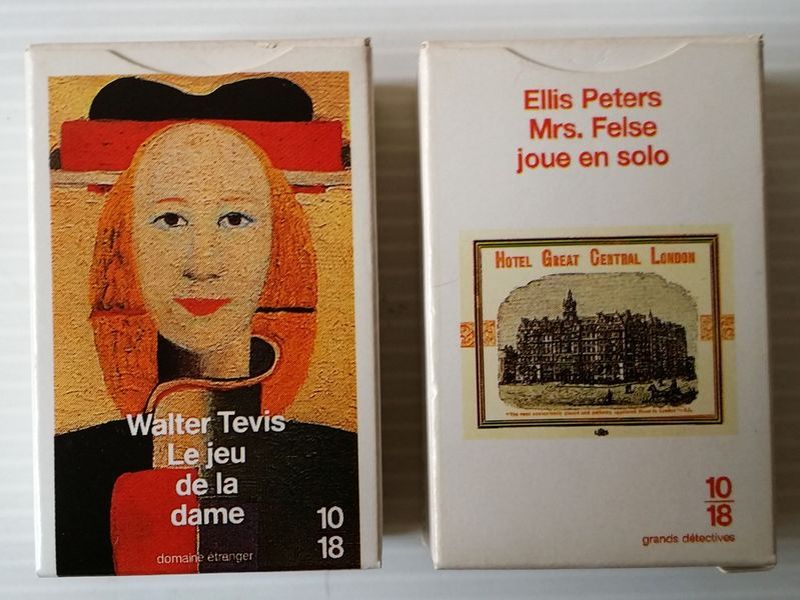 Walter Tevis
Le jeu
de la
dame
domaine étranger
10
18
Ellis Peters
Mrs. Felse
joue en solo
HOTEL GREAT CENTRAL LONDON
10
18
grands détectives